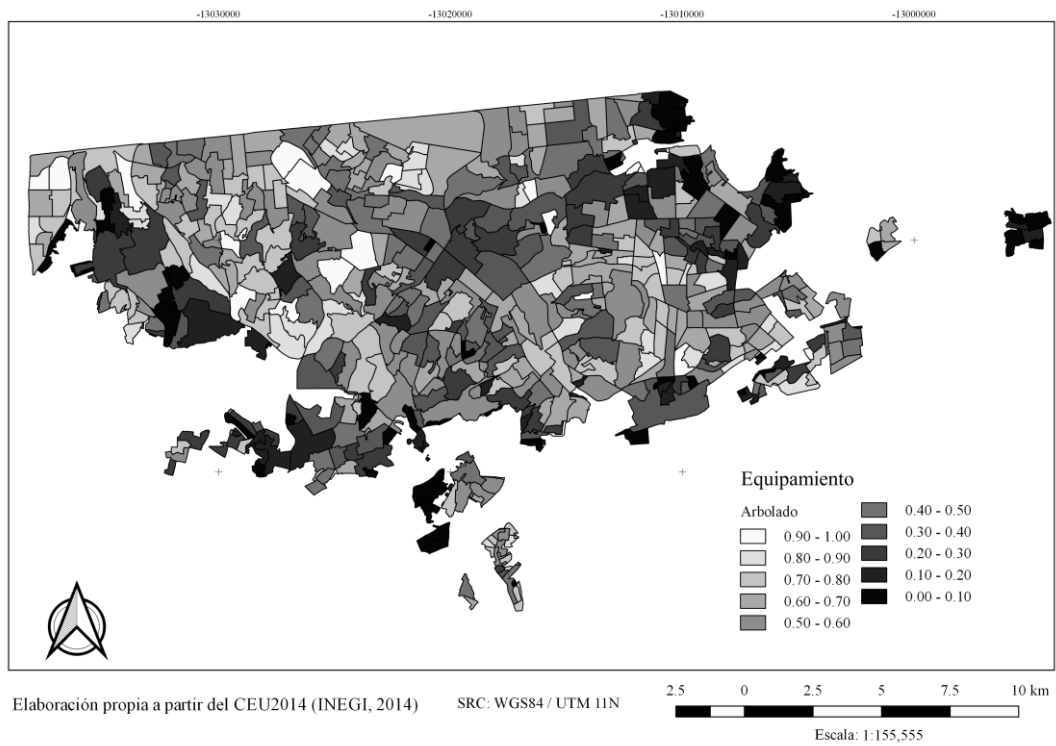 -13030000 -13020000 -13010000 -13000000
Equipamiento
Arbolado
0.90 - 1.00
0.80 - 0.90
0.70 - 0.80
0.60 - 0.70
0.50 - 0.60
0.40 - 0.50
0.30 - 0.40
0.20 - 0.30
0.10 - 0.20
0.00 - 0.10
Elaboración propia a partir del CEU2014 (INEGI, 2014)
SRC: WGS84 / UTM 11N
2.5 0 2.5 5 7.5 10 km
Escala: 1:155,555